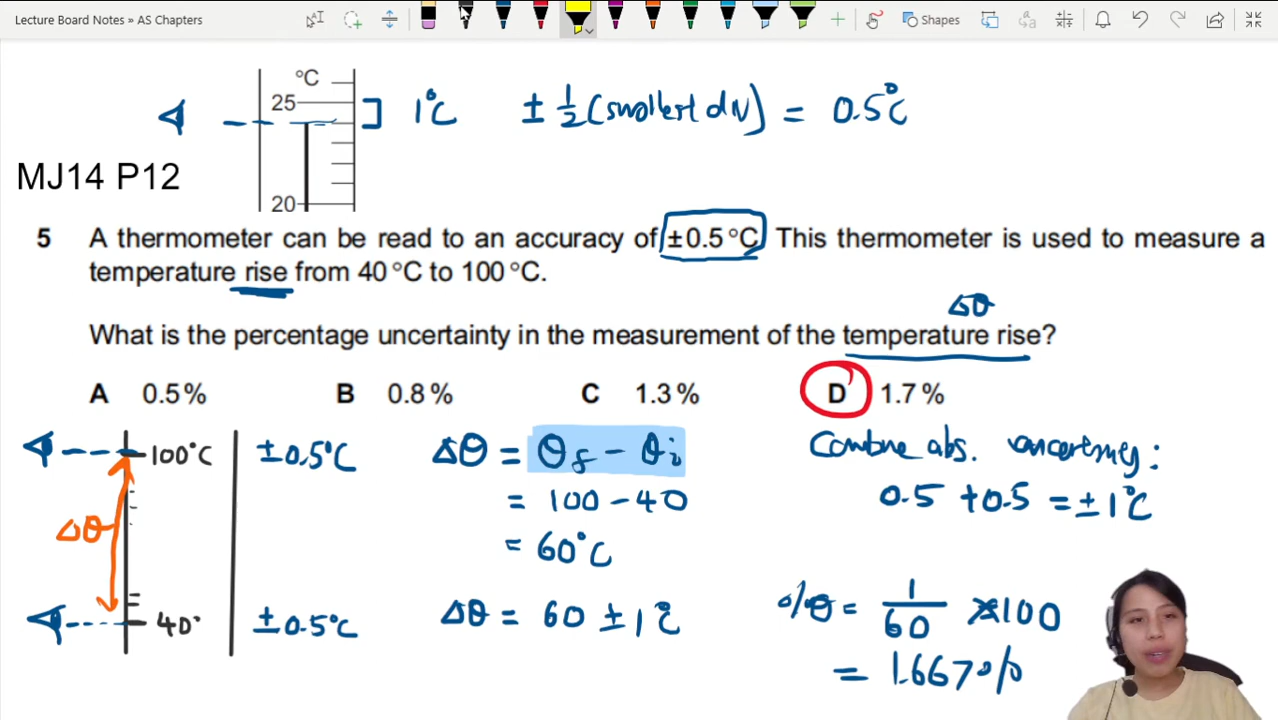 Lecture Board Notes » AS Chapters
Shapes
°C
25
20
1°C
± 1/2 (smallest div) = 0.5°C
MJ14 P12
5 A thermometer can be read to an accuracy of ±0.5 °C. This thermometer is used to measure a
temperature rise from 40 °C to 100 °C.
Δθ
What is the percentage uncertainty in the measurement of the temperature rise?
A 0.5 % B 0.8 % C 1.3 % D 1.7 %
100°C ±0.5°C
Δθ
40° ±0.5°C
Δθ = θf − θi
= 100 − 40
= 60°C
Δθ = 60 ± 1°C
Combine abs. uncertainty:
0.5 + 0.5 = ±1°C
%θ = 1/60 × 100
= 1.667%